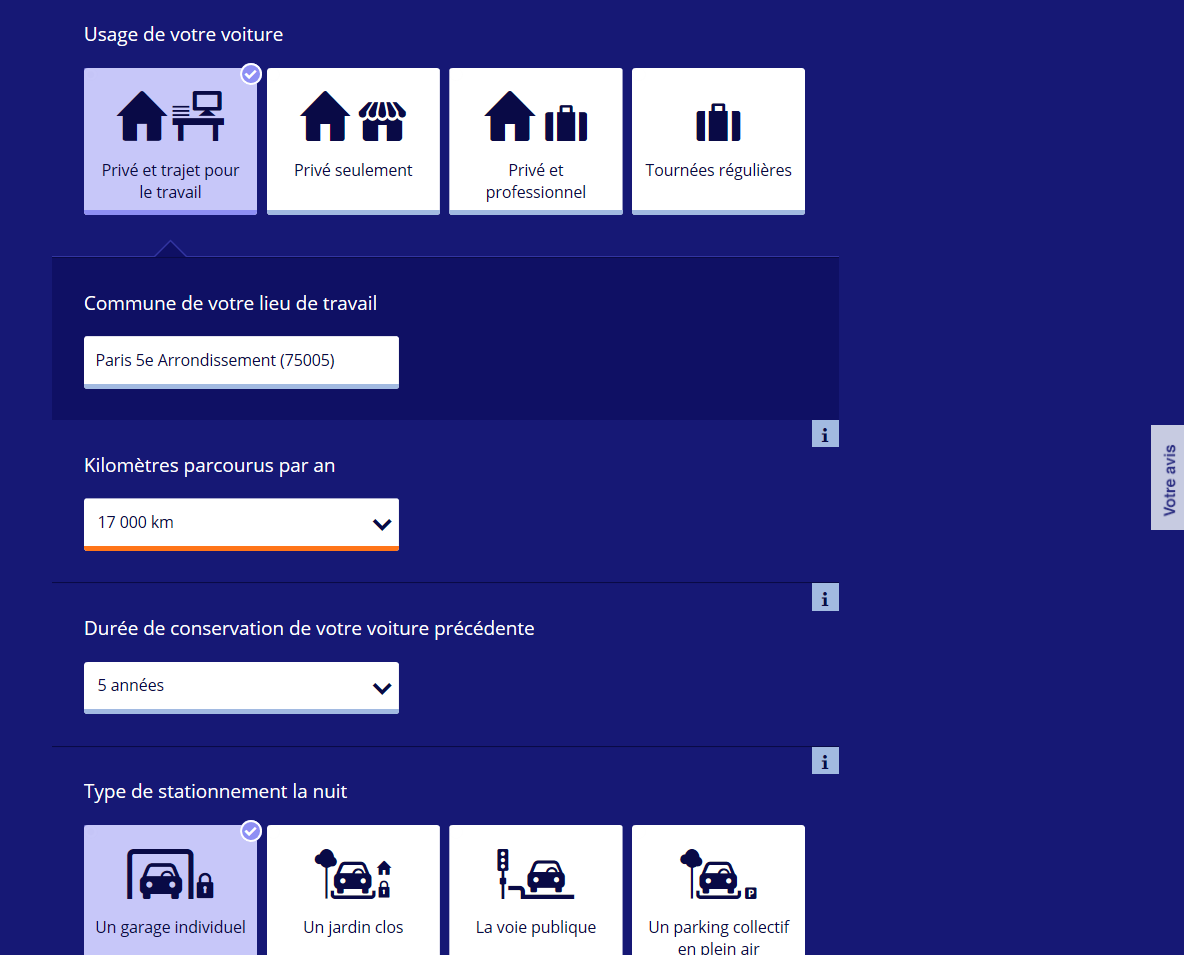 Usage de votre voiture
Privé et trajet pour
le travail
Privé seulement
Privé et
professionnel
Tournées régulières
Commune de votre lieu de travail
Paris 5e Arrondissement (75005)
i
Kilomètres parcourus par an
17 000 km
Votre avis
i
Durée de conservation de votre voiture précédente
5 années
i
Type de stationnement la nuit
P
Un garage individuel
Un jardin clos
La voie publique
Un parking collectif
en plein air